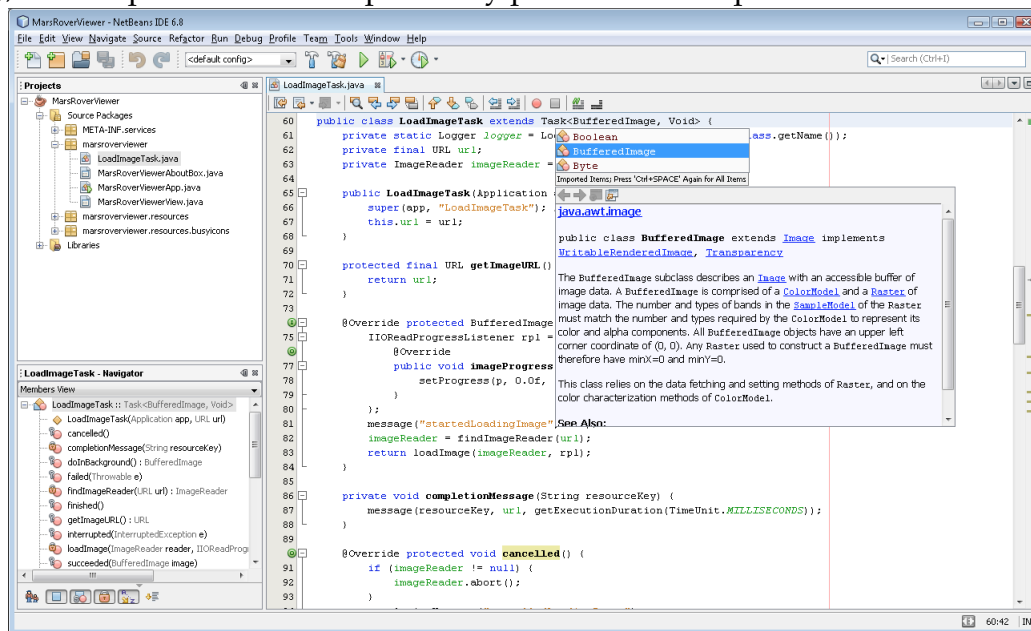 MarsRoverViewer - NetBeans IDE 6.8
File Edit View Navigate Source Refactor Run Debug Profile Team Tools Window Help
<default config>
Search (Ctrl+I)
Projects
MarsRoverViewer
Source Packages
META-INF.services
marsroverviewer
LoadImageTask.java
MarsRoverViewerAboutBox.java
MarsRoverViewerApp.java
MarsRoverViewerView.java
marsroverviewer.resources
marsroverviewer.resources.busyicons
Libraries
LoadImageTask - Navigator
Members View
LoadImageTask :: Task<BufferedImage, Void>
LoadImageTask(Application app, URL url)
cancelled()
completionMessage(String resourceKey)
doInBackground() : BufferedImage
failed(Throwable e)
findImageReader(URL url) : ImageReader
finished()
getImageURL() : URL
interrupted(InterruptedException e)
loadImage(ImageReader reader, IIOReadProgr
succeeded(BufferedImage image)
LoadImageTask.java
60 public class LoadImageTask extends Task<BufferedImage, Void> {
61 private static Logger logger = Lo ass.getName());
62 private final URL url;
63 private ImageReader imageReader =
64
65 public LoadImageTask(Application
66 super(app, "LoadImageTask");
67 this.url = url;
68 }
69
70 protected final URL getImageURL()
71 return url;
72 }
73
@Override protected BufferedImage
75 IIOReadProgressListener rpl =
@Override
77 public void imageProgress
78 setProgress(p, 0.0f,
79 }
80 };
81 message("startedLoadingImage"
82 imageReader = findImageReader(url);
83 return loadImage(imageReader, rpl);
84 }
85
86 private void completionMessage(String resourceKey) {
87 message(resourceKey, url, getExecutionDuration(TimeUnit.MILLISECONDS));
88 }
89
@Override protected void cancelled() {
91 if (imageReader != null) {
92 imageReader.abort();
93 }
Boolean
BufferedImage
Byte
Imported Items; Press 'Ctrl+SPACE' Again for All Items
java.awt.image
public class BufferedImage extends Image implements
WritableRenderedImage, Transparency
The BufferedImage subclass describes an Image with an accessible buffer of
image data. A BufferedImage is comprised of a ColorModel and a Raster of
image data. The number and types of bands in the SampleModel of the Raster
must match the number and types required by the ColorModel to represent its
color and alpha components. All BufferedImage objects have an upper left
corner coordinate of (0, 0). Any Raster used to construct a BufferedImage must
therefore have minX=0 and minY=0.
This class relies on the data fetching and setting methods of Raster, and on the
color characterization methods of ColorModel.
See Also:
60:42 IN